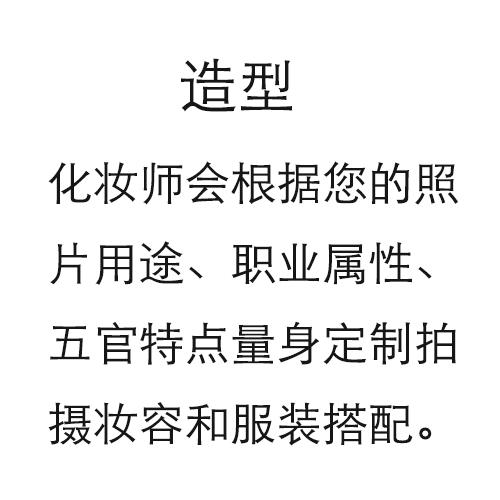 造型
化妆师会根据您的照
片用途、职业属性、
五官特点量身定制拍
摄妆容和服装搭配。